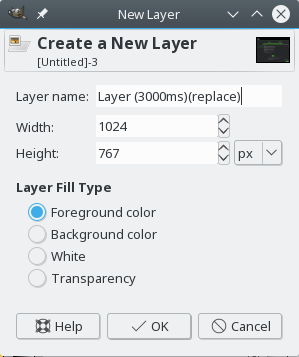 New Layer
Create a New Layer
[Untitled]-3
Layer name: Layer (3000ms)(replace)
Width: 1024
Height: 767 px
Layer Fill Type
Foreground color
Background color
White
Transparency
Help OK Cancel